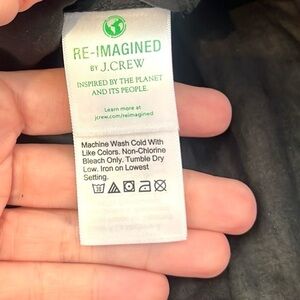 RE-IMAGINED
BY J.CREW
INSPIRED BY THE PLANET
AND ITS PEOPLE.
Learn more at
jcrew.com/reimagined
Machine Wash Cold With
Like Colors. Non-Chlorine
Bleach Only. Tumble Dry
Low. Iron on Lowest
Setting.